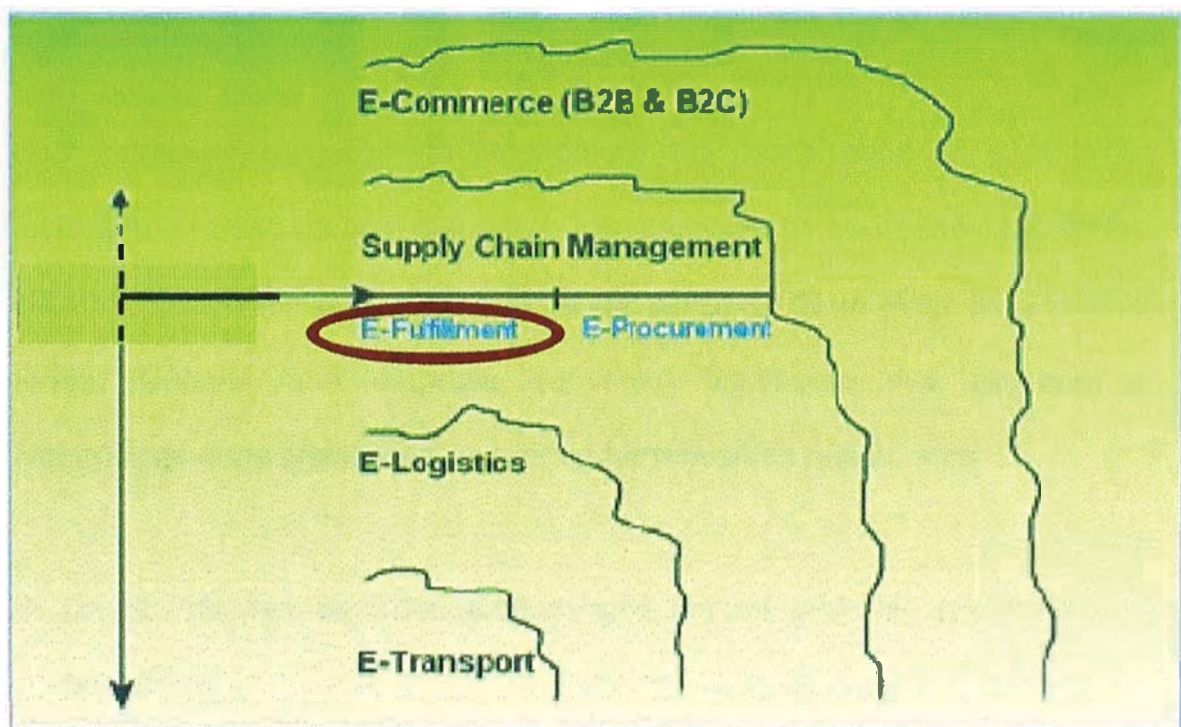 E-Commerce (B2B & B2C)
Supply Chain Management
E-Fulfillment E-Procurement
E-Logistics
E-Transport